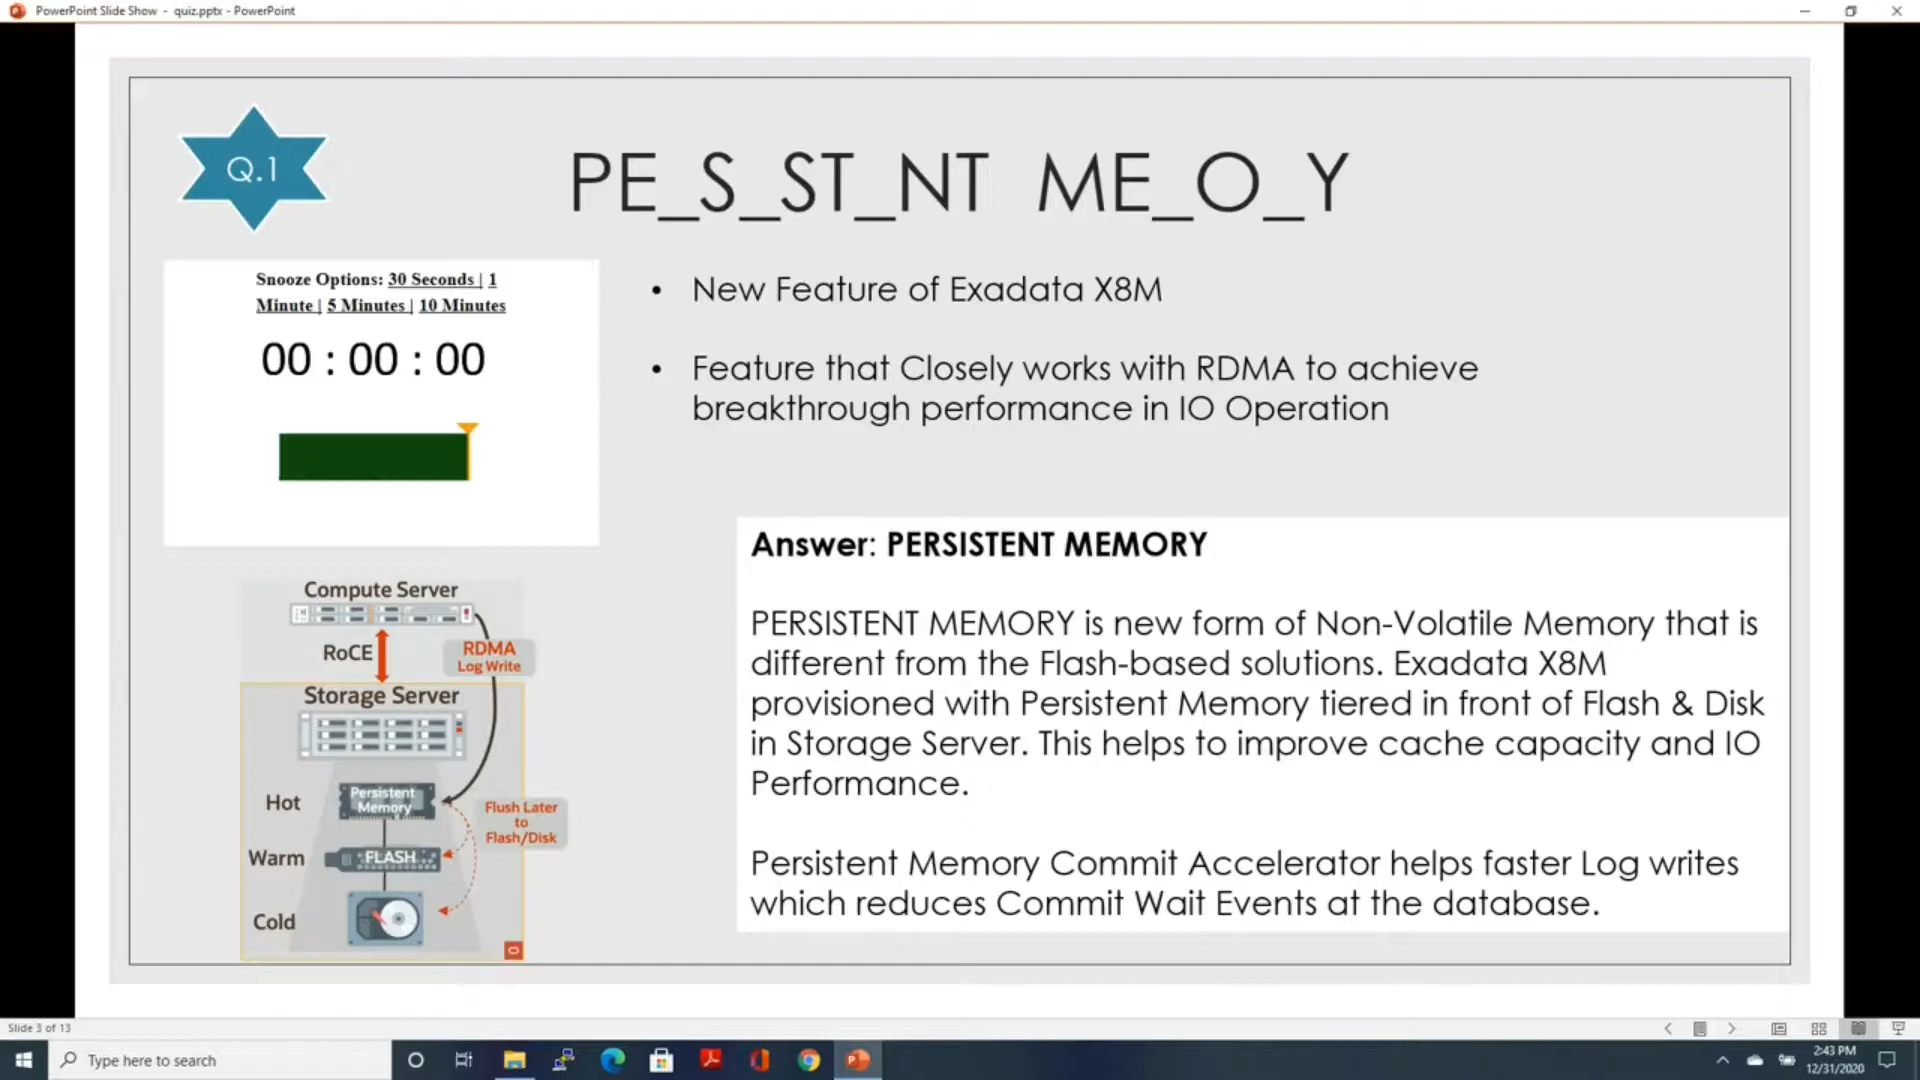 PowerPoint Slide Show - quiz.pptx - PowerPoint
Q.1
PE_S_ST_NT ME_O_Y
Snooze Options: 30 Seconds | 1
Minute | 5 Minutes | 10 Minutes
00 : 00 : 00
• New Feature of Exadata X8M
• Feature that Closely works with RDMA to achieve
breakthrough performance in IO Operation
Answer: PERSISTENT MEMORY
PERSISTENT MEMORY is new form of Non-Volatile Memory that is
different from the Flash-based solutions. Exadata X8M
provisioned with Persistent Memory tiered in front of Flash & Disk
in Storage Server. This helps to improve cache capacity and IO
Performance.
Persistent Memory Commit Accelerator helps faster Log writes
which reduces Commit Wait Events at the database.
Compute Server
RoCE
RDMA
Log Write
Storage Server
Hot
Persistent
Memory
Flush Later
to
Flash/Disk
Warm
FLASH
Cold
Slide 3 of 13
Type here to search
2:43 PM
12/31/2020